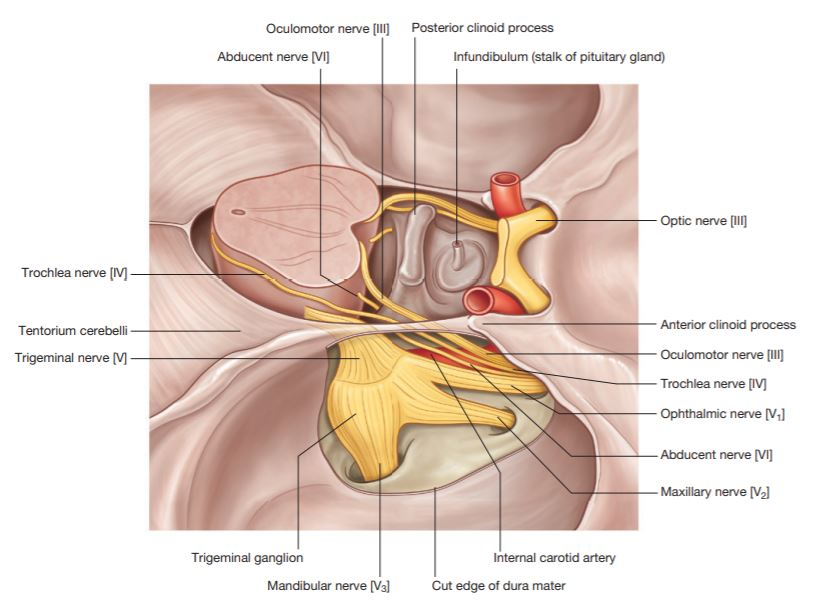 Oculomotor nerve [III]
Posterior clinoid process
Abducent nerve [VI]
Infundibulum (stalk of pituitary gland)
Optic nerve [III]
Trochlea nerve [IV]
Tentorium cerebelli
Anterior clinoid process
Trigeminal nerve [V]
Oculomotor nerve [III]
Trochlea nerve [IV]
Ophthalmic nerve [V₁]
Abducent nerve [VI]
Maxillary nerve [V₂]
Trigeminal ganglion
Internal carotid artery
Mandibular nerve [V₃]
Cut edge of dura mater